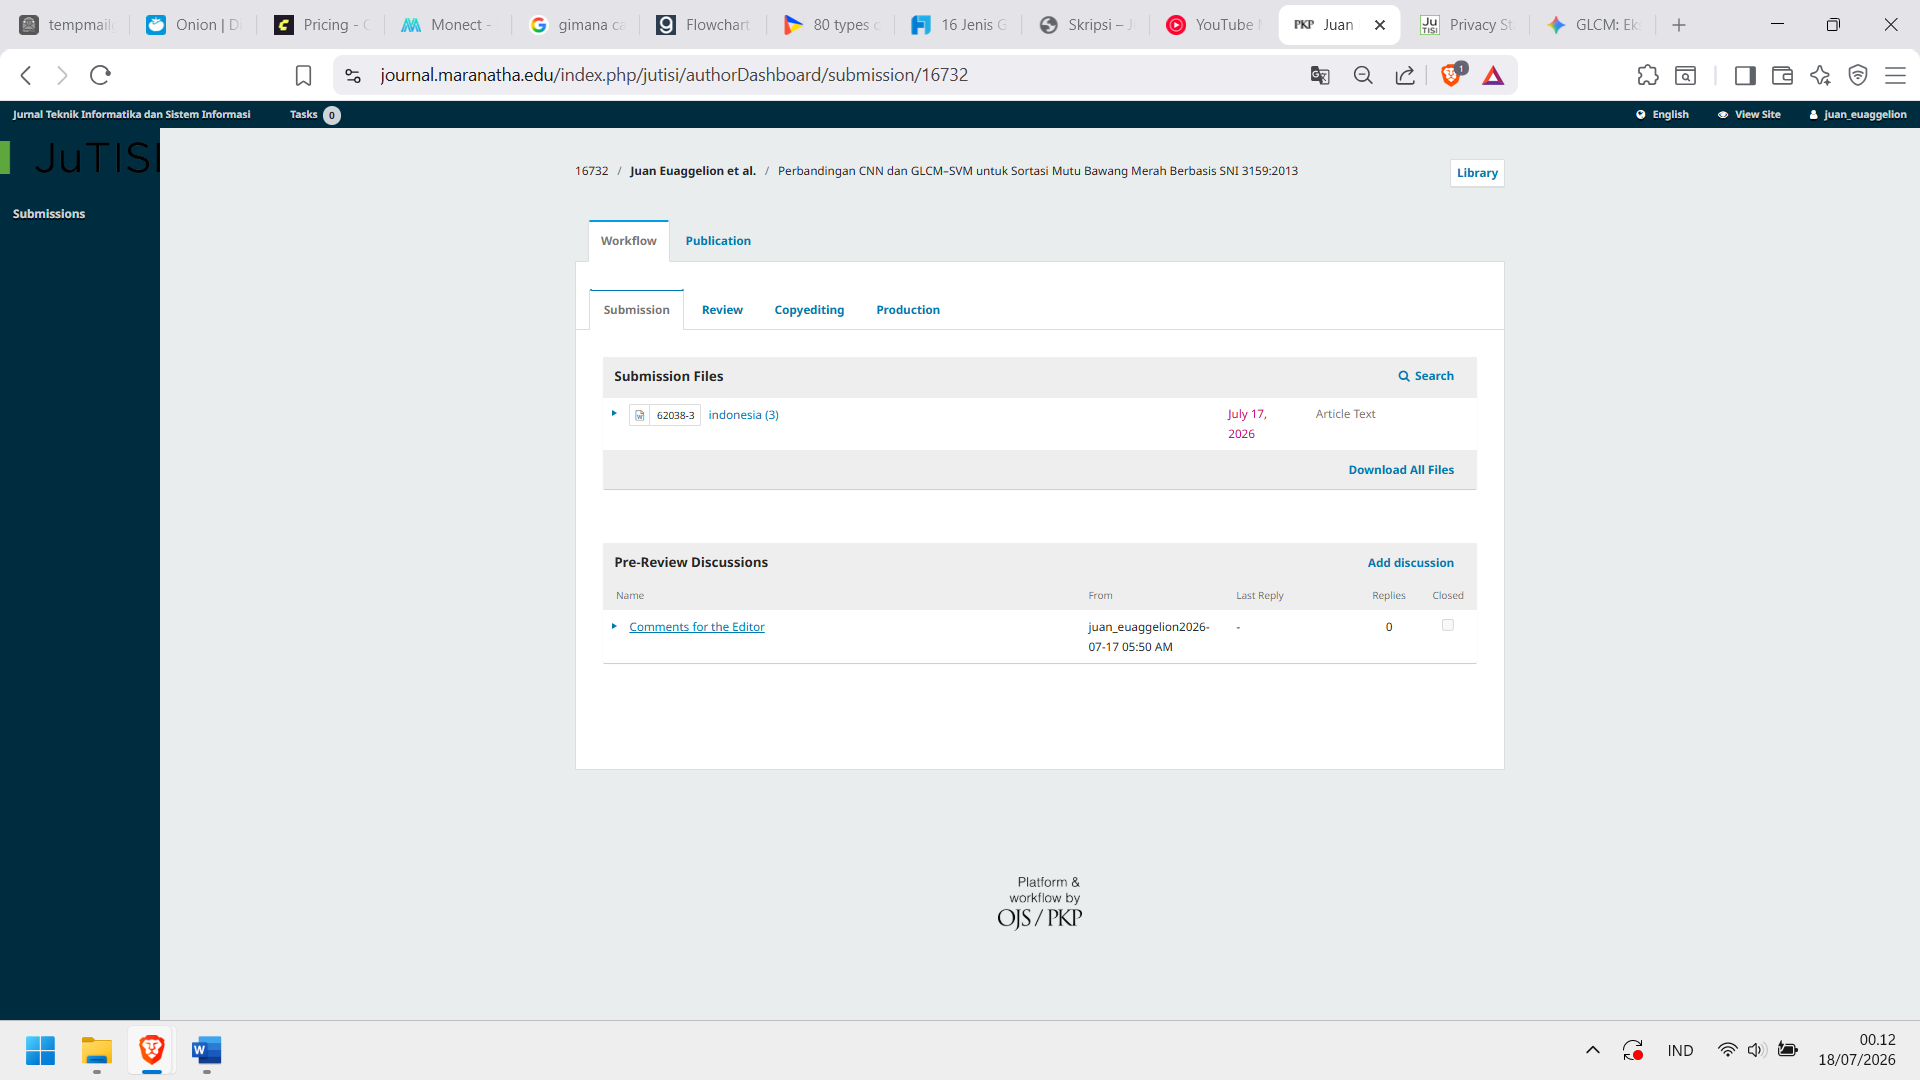 tempmail
Onion | Di
Pricing - C
Monect -
gimana ca
Flowchart
80 types o
16 Jenis G
Skripsi – J
YouTube M
PKP Juan
Privacy St
GLCM: Eks
journal.maranatha.edu/index.php/jutisi/authorDashboard/submission/16732
1
Jurnal Teknik Informatika dan Sistem Informasi
Tasks 0
English
View Site
juan_euaggelion
JuTISI
Submissions
16732 / Juan Euaggelion et al. / Perbandingan CNN dan GLCM–SVM untuk Sortasi Mutu Bawang Merah Berbasis SNI 3159:2013
Library
Workflow
Publication
Submission
Review
Copyediting
Production
Submission Files
Search
62038-3 indonesia (3)
July 17,
2026
Article Text
Download All Files
Pre-Review Discussions
Add discussion
Name
From
Last Reply
Replies
Closed
Comments for the Editor
juan_euaggelion2026-
07-17 05:50 AM
-
0
Platform &
workflow by
OJS / PKP
IND
00.12
18/07/2026